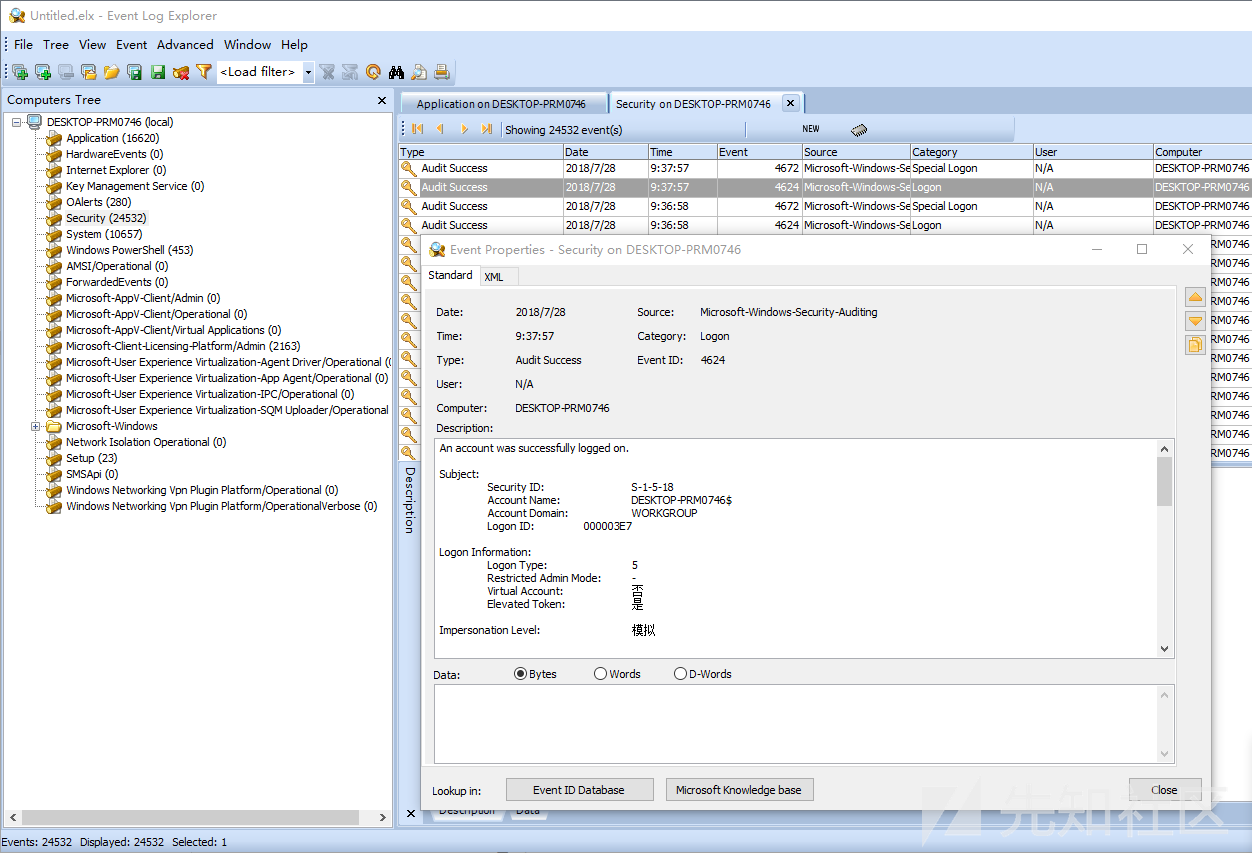 Untitled.elx - Event Log Explorer
File Tree View Event Advanced Window Help
<Load filter>
Computers Tree
DESKTOP-PRM0746 (local)
Application (16620)
HardwareEvents (0)
Internet Explorer (0)
Key Management Service (0)
OAlerts (280)
Security (24532)
System (10657)
Windows PowerShell (453)
AMSI/Operational (0)
ForwardedEvents (0)
Microsoft-AppV-Client/Admin (0)
Microsoft-AppV-Client/Operational (0)
Microsoft-AppV-Client/Virtual Applications (0)
Microsoft-Client-Licensing-Platform/Admin (2163)
Microsoft-User Experience Virtualization-Agent Driver/Operational (
Microsoft-User Experience Virtualization-App Agent/Operational (0)
Microsoft-User Experience Virtualization-IPC/Operational (0)
Microsoft-User Experience Virtualization-SQM Uploader/Operational
Microsoft-Windows
Network Isolation Operational (0)
Setup (23)
SMSApi (0)
Windows Networking Vpn Plugin Platform/Operational (0)
Windows Networking Vpn Plugin Platform/OperationalVerbose (0)
Application on DESKTOP-PRM0746 Security on DESKTOP-PRM0746
Showing 24532 event(s) NEW
Type Date Time Event Source Category User Computer
Audit Success 2018/7/28 9:37:57 4672 Microsoft-Windows-Se Special Logon N/A DESKTOP-PRM0746
Audit Success 2018/7/28 9:37:57 4624 Microsoft-Windows-Se Logon N/A DESKTOP-PRM0746
Audit Success 2018/7/28 9:36:58 4672 Microsoft-Windows-Se Special Logon N/A DESKTOP-PRM0746
Audit Success 2018/7/28 9:36:58 4624 Microsoft-Windows-Se Logon N/A DESKTOP-PRM0746
RM0746
RM0746
RM0746
RM0746
RM0746
RM0746
RM0746
RM0746
RM0746
RM0746
RM0746
RM0746
Description
Event Properties - Security on DESKTOP-PRM0746
Standard XML
Date: 2018/7/28 Source: Microsoft-Windows-Security-Auditing
Time: 9:37:57 Category: Logon
Type: Audit Success Event ID: 4624
User: N/A
Computer: DESKTOP-PRM0746
Description:
An account was successfully logged on.
Subject:
Security ID: S-1-5-18
Account Name: DESKTOP-PRM0746$
Account Domain: WORKGROUP
Logon ID: 000003E7
Logon Information:
Logon Type: 5
Restricted Admin Mode: -
Virtual Account: 否
Elevated Token: 是
Impersonation Level: 模拟
Data: Bytes Words D-Words
Lookup in: Event ID Database Microsoft Knowledge base Close
Description Data
先知社区
Events: 24532 Displayed: 24532 Selected: 1